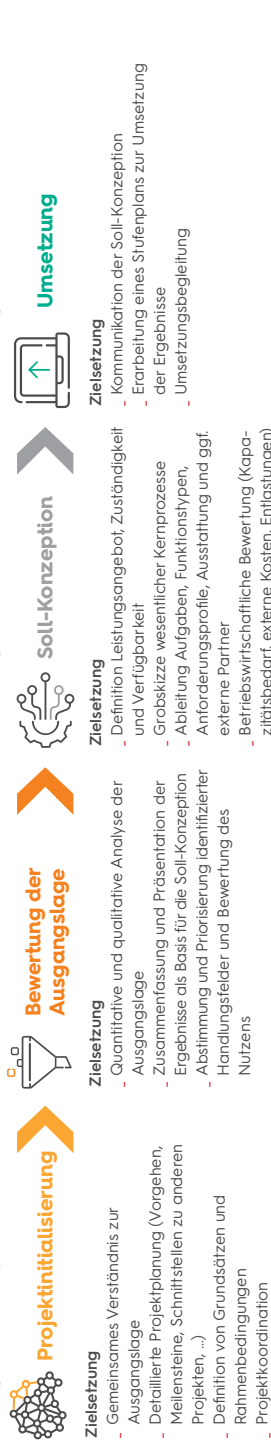 Projektinitialisierung
Zielsetzung
- Gemeinsames Verständnis zur
Ausgangslage
- Detaillierte Projektplanung (Vorgehen,
Meilensteine, Schnittstellen zu anderen
Projekten, …)
- Definition von Grundsätzen und
Rahmenbedingungen
- Projektkoordination
Bewertung der
Ausgangslage
Zielsetzung
- Quantitative und qualitative Analyse der
Ausgangslage
- Zusammenfassung und Präsentation der
Ergebnisse als Basis für die Soll-Konzeption
- Abstimmung und Priorisierung identifizierter
Handlungsfelder und Bewertung des
Nutzens
Soll-Konzeption
Zielsetzung
- Definition Leistungsangebot, Zuständigkeit
und Verfügbarkeit
- Grobskizze wesentlicher Kernprozesse
- Ableitung Aufgaben, Funktionstypen,
Anforderungsprofile, Ausstattung und ggf.
externe Partner
- Betriebswirtschaftliche Bewertung (Kapa-
zitätsbedarf, externe Kosten, Entlastungen)
Umsetzung
Zielsetzung
- Kommunikation der Soll-Konzeption
- Erarbeitung eines Stufenplans zur Umsetzung
der Ergebnisse
- Umsetzungsbegleitung